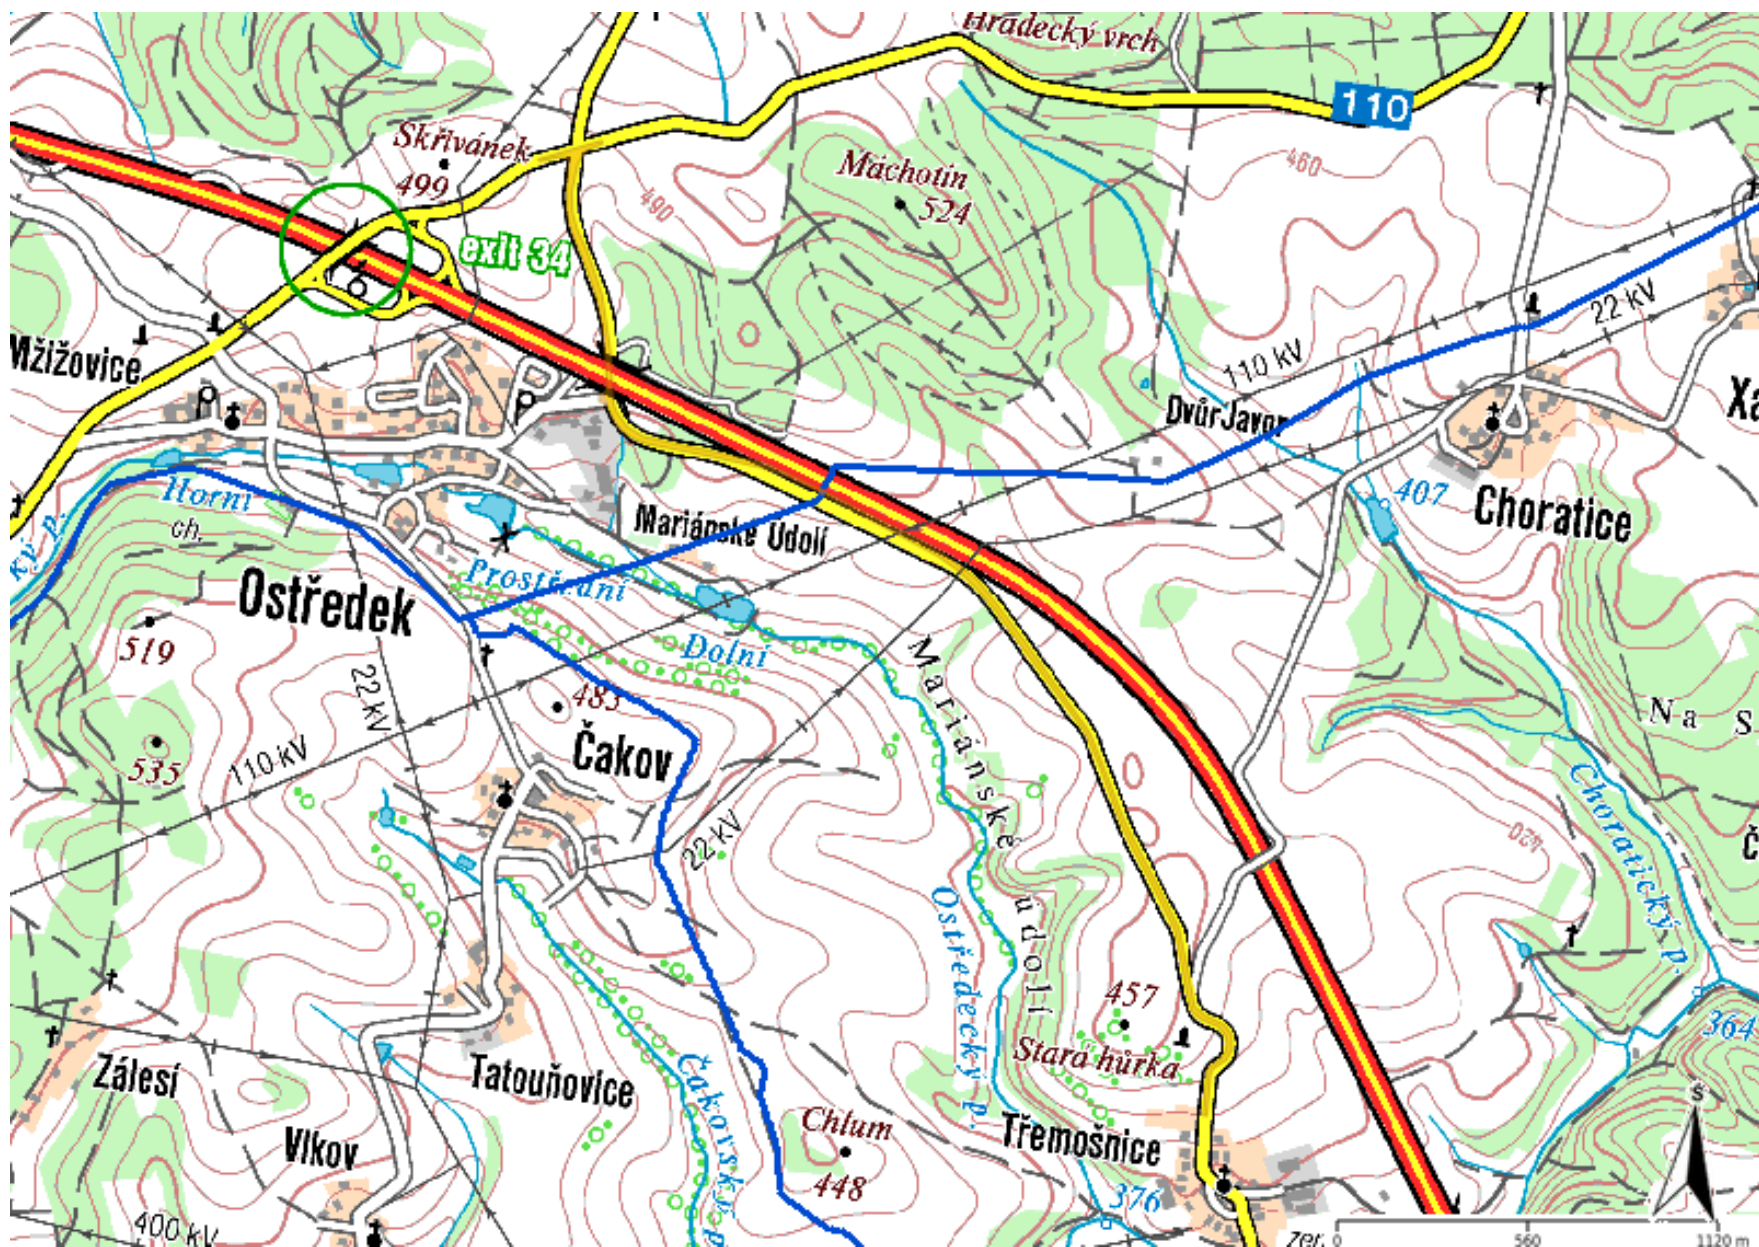 Hradecký vrch
110
Skřivánek
499
Máchotín
524
460
490
exit 34
22 kV
110 kV
Mžižovice
Dvůr Javor
407
Choratice
Horní
ch.
Mariánské Údolí
Prostřední
Ostředek
Dolní
519
22 kV
483
Čakov
535
110 kV
Mariánské údolí
Na S
22 kV
420
Choratický p.
Ostředecký p.
457
Stará hůrka
364
Zálesí
Tatouňovice
Čakovský p.
Chlum
448
Třemošnice
Vlkov
376
400 kV
š
0 560 1120 m